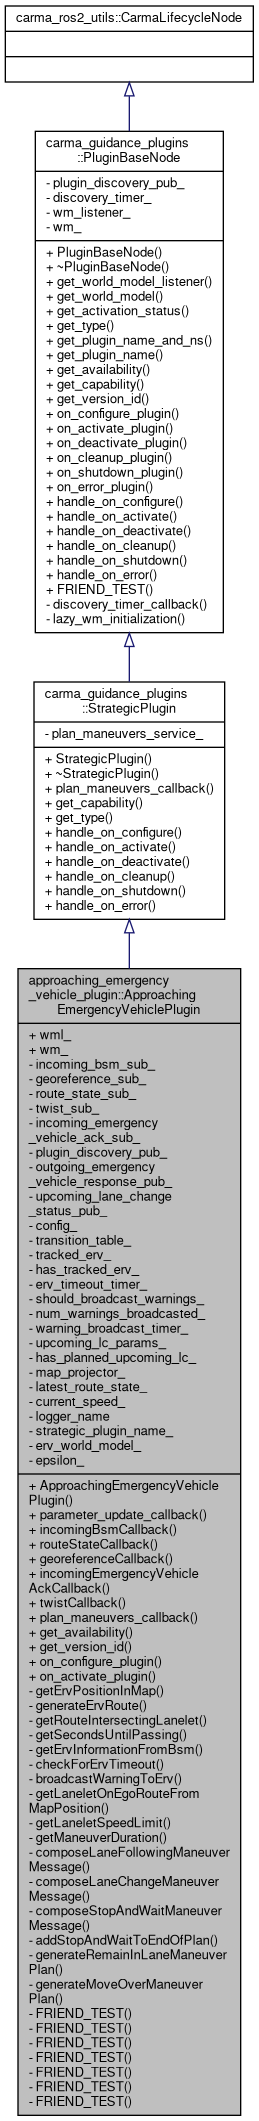 carma_ros2_utils::CarmaLifecycleNode
carma_guidance_plugins
::PluginBaseNode
- plugin_discovery_pub_
- discovery_timer_
- wm_listener_
- wm_
+ PluginBaseNode()
+ ~PluginBaseNode()
+ get_world_model_listener()
+ get_world_model()
+ get_activation_status()
+ get_type()
+ get_plugin_name_and_ns()
+ get_plugin_name()
+ get_availability()
+ get_capability()
+ get_version_id()
+ on_configure_plugin()
+ on_activate_plugin()
+ on_deactivate_plugin()
+ on_cleanup_plugin()
+ on_shutdown_plugin()
+ on_error_plugin()
+ handle_on_configure()
+ handle_on_activate()
+ handle_on_deactivate()
+ handle_on_cleanup()
+ handle_on_shutdown()
+ handle_on_error()
+ FRIEND_TEST()
- discovery_timer_callback()
- lazy_wm_initialization()
carma_guidance_plugins
::StrategicPlugin
- plan_maneuvers_service_
+ StrategicPlugin()
+ ~StrategicPlugin()
+ plan_maneuvers_callback()
+ get_capability()
+ get_type()
+ handle_on_configure()
+ handle_on_activate()
+ handle_on_deactivate()
+ handle_on_cleanup()
+ handle_on_shutdown()
+ handle_on_error()
approaching_emergency
_vehicle_plugin::Approaching
EmergencyVehiclePlugin
+ wml_
+ wm_
- incoming_bsm_sub_
- georeference_sub_
- route_state_sub_
- twist_sub_
- incoming_emergency
_vehicle_ack_sub_
- plugin_discovery_pub_
- outgoing_emergency
_vehicle_response_pub_
- upcoming_lane_change
_status_pub_
- config_
- transition_table_
- tracked_erv_
- has_tracked_erv_
- erv_timeout_timer_
- should_broadcast_warnings_
- num_warnings_broadcasted_
- warning_broadcast_timer_
- upcoming_lc_params_
- has_planned_upcoming_lc_
- map_projector_
- latest_route_state_
- current_speed_
- logger_name
- strategic_plugin_name_
- erv_world_model_
- epsilon_
+ ApproachingEmergencyVehicle
Plugin()
+ parameter_update_callback()
+ incomingBsmCallback()
+ routeStateCallback()
+ georeferenceCallback()
+ incomingEmergencyVehicle
AckCallback()
+ twistCallback()
+ plan_maneuvers_callback()
+ get_availability()
+ get_version_id()
+ on_configure_plugin()
+ on_activate_plugin()
- getErvPositionInMap()
- generateErvRoute()
- getRouteIntersectingLanelet()
- getSecondsUntilPassing()
- getErvInformationFromBsm()
- checkForErvTimeout()
- broadcastWarningToErv()
- getLaneletOnEgoRouteFrom
MapPosition()
- getLaneletSpeedLimit()
- getManeuverDuration()
- composeLaneFollowingManeuver
Message()
- composeLaneChangeManeuver
Message()
- composeStopAndWaitManeuver
Message()
- addStopAndWaitToEndOfPlan()
- generateRemainInLaneManeuver
Plan()
- generateMoveOverManeuver
Plan()
- FRIEND_TEST()
- FRIEND_TEST()
- FRIEND_TEST()
- FRIEND_TEST()
- FRIEND_TEST()
- FRIEND_TEST()
- FRIEND_TEST()